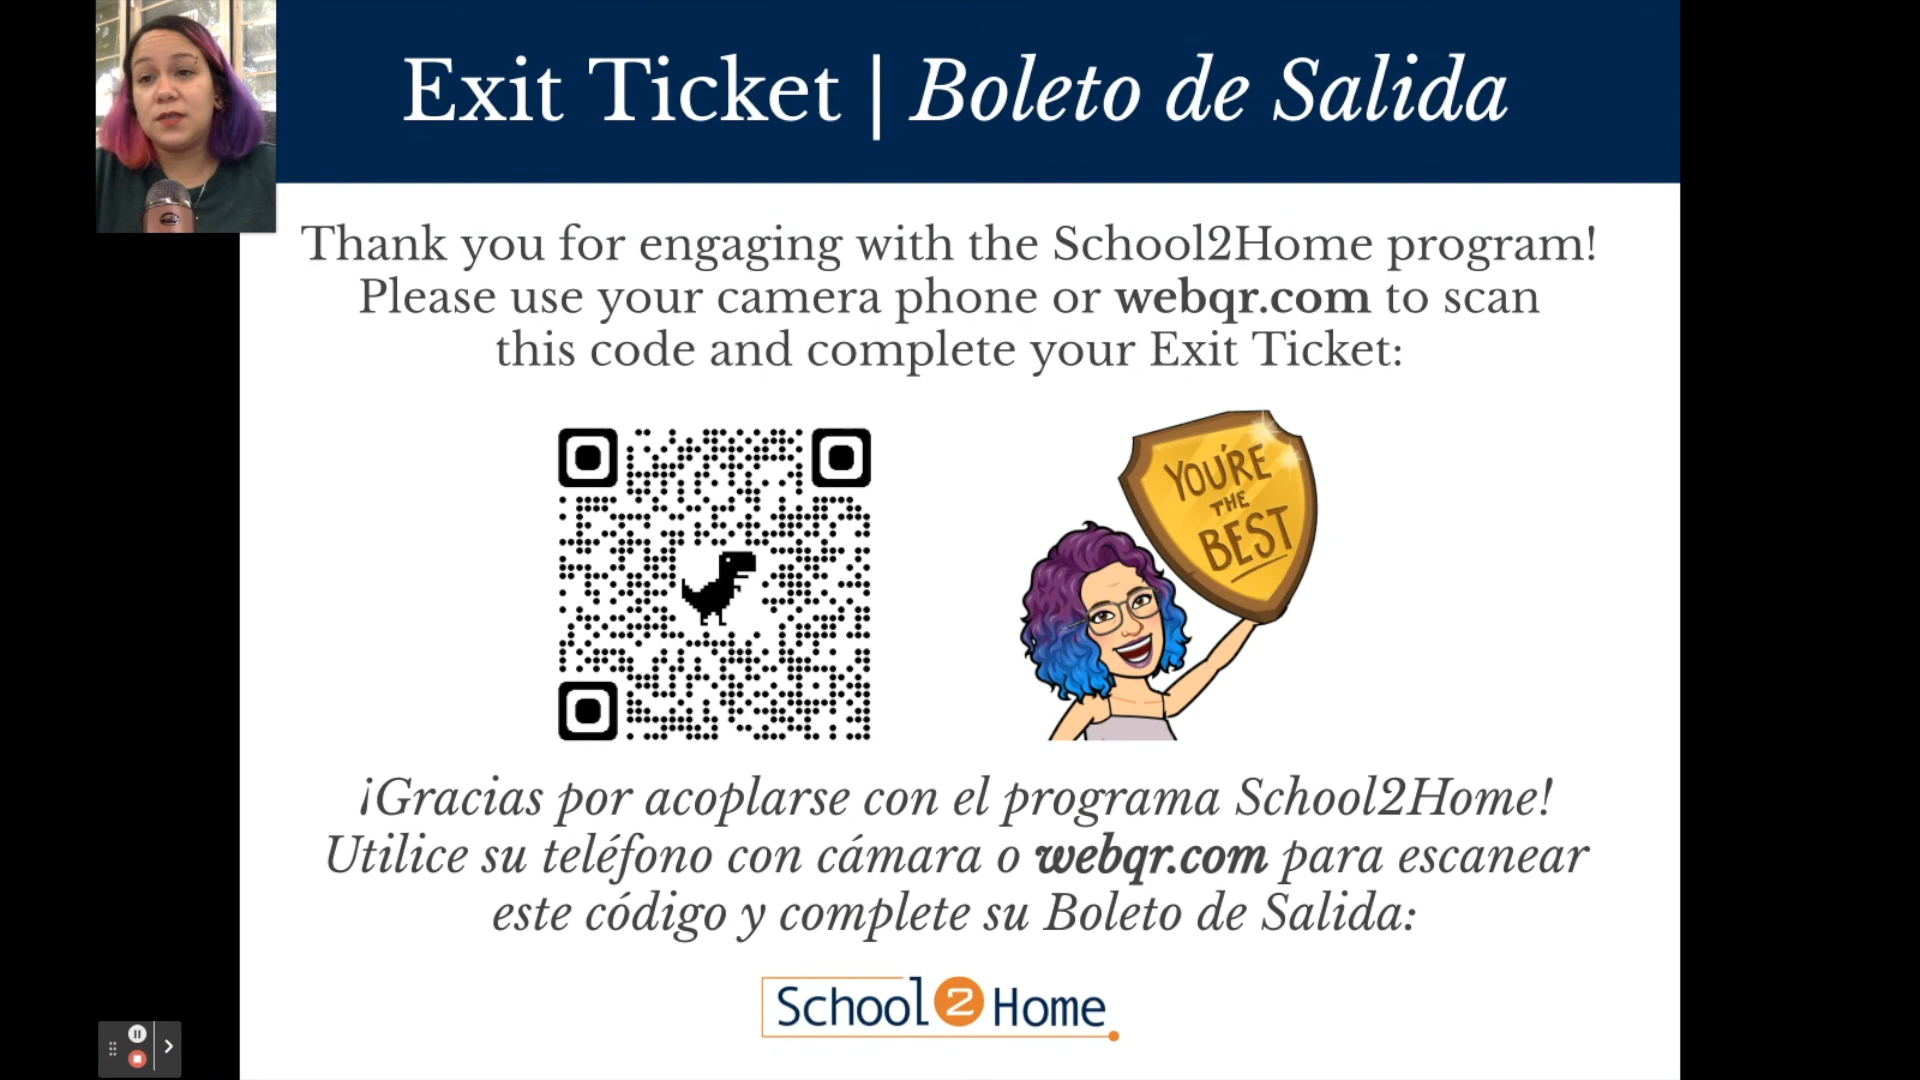 Exit Ticket | Boleto de Salida
Thank you for engaging with the School2Home program!
Please use your camera phone or webqr.com to scan
this code and complete your Exit Ticket:
YOU'RE
THE
BEST
¡Gracias por acoplarse con el programa School2Home!
Utilice su teléfono con cámara o webqr.com para escanear
este código y complete su Boleto de Salida:
School2Home